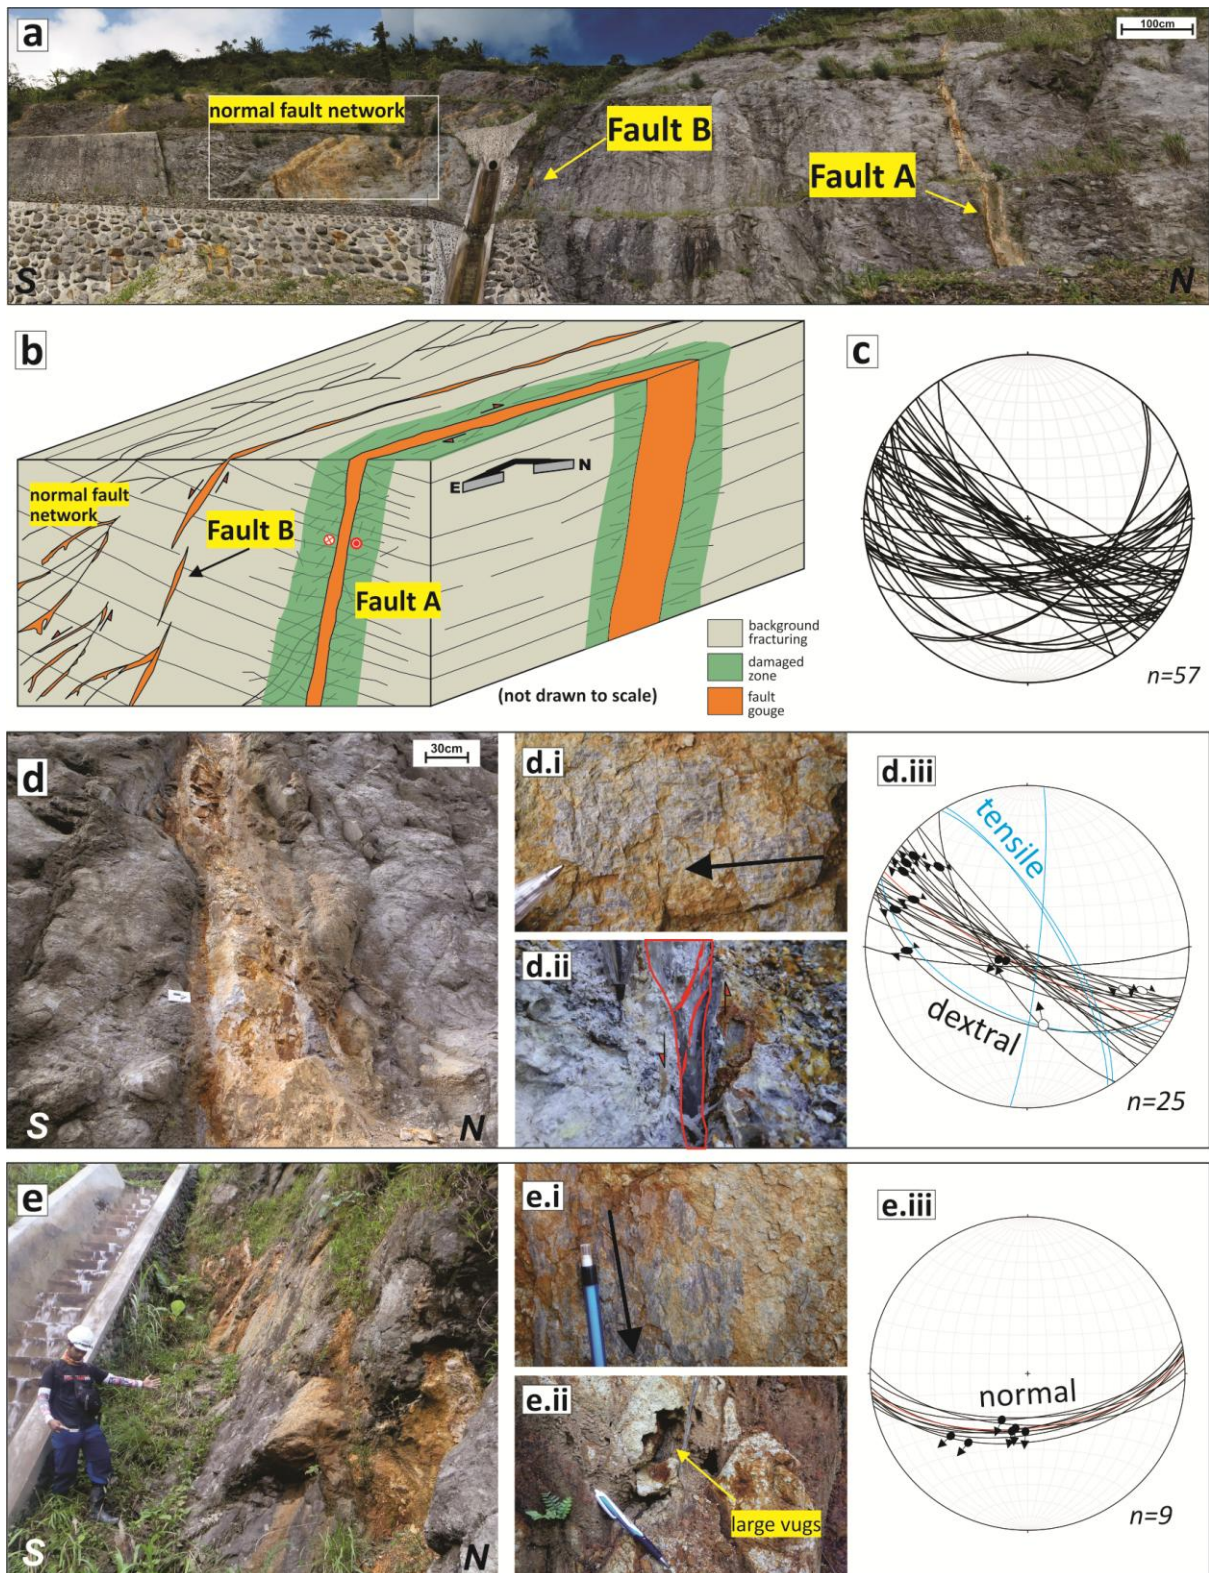 a
100cm
normal fault network
Fault B
Fault A
S
N
b
normal fault
network
Fault B
Fault A
E
N
background
fracturing
damaged
zone
fault
gouge
(not drawn to scale)
c
n=57
d
30cm
S
N
d.i
d.ii
d.iii
tensile
dextral
n=25
e
S
N
e.i
e.ii
large vugs
e.iii
normal
n=9